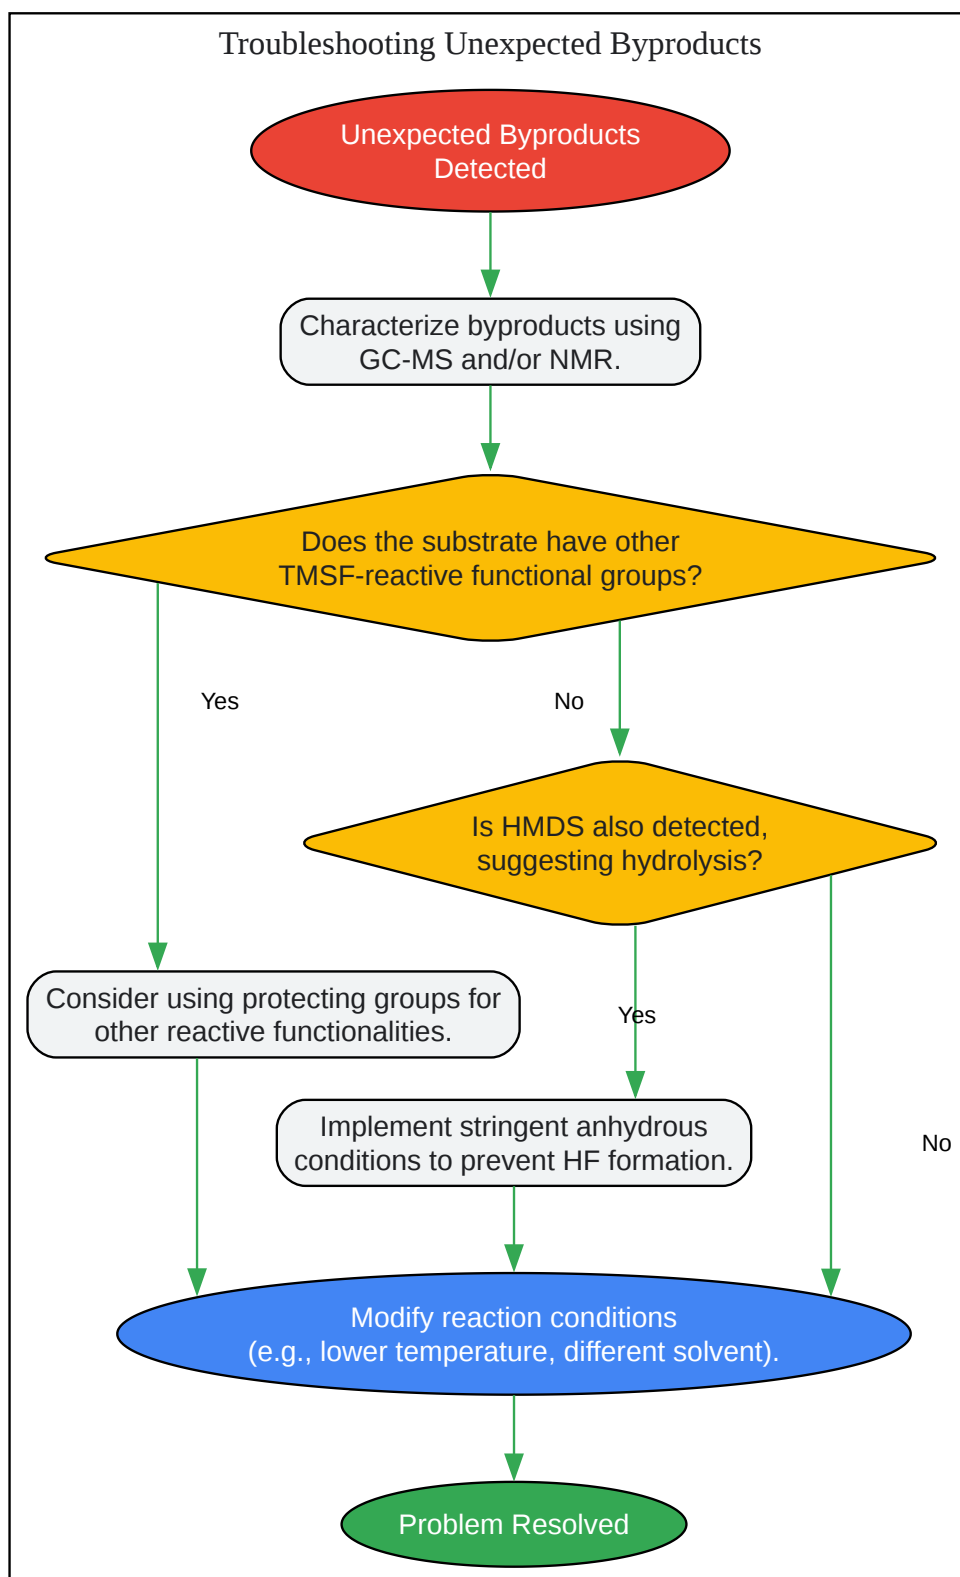 Troubleshooting Unexpected Byproducts
Unexpected Byproducts
Detected
Characterize byproducts using
GC-MS and/or NMR.
Does the substrate have other
TMSF-reactive functional groups?
Yes
No
Is HMDS also detected,
suggesting hydrolysis?
Consider using protecting groups for
other reactive functionalities.
Yes
Implement stringent anhydrous
conditions to prevent HF formation.
No
Modify reaction conditions
(e.g., lower temperature, different solvent).
Problem Resolved